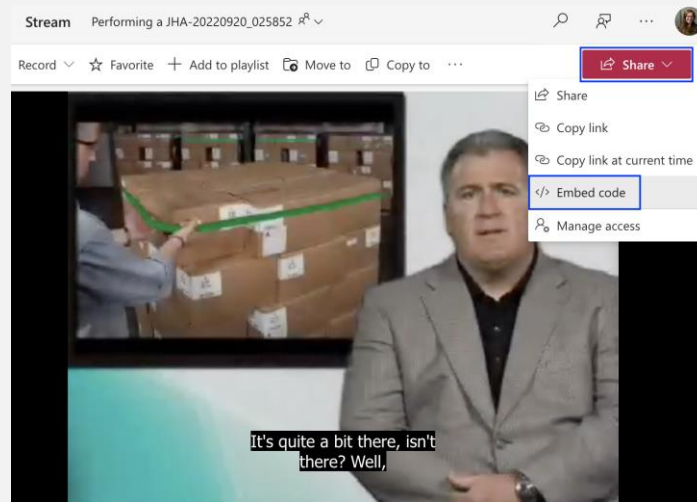 Stream Performing a JHA-20220920_025852
Record Favorite Add to playlist Move to Copy to ··· Share
Share
Copy link
Copy link at current time
</> Embed code
Manage access
It's quite a bit there, isn't
there? Well,